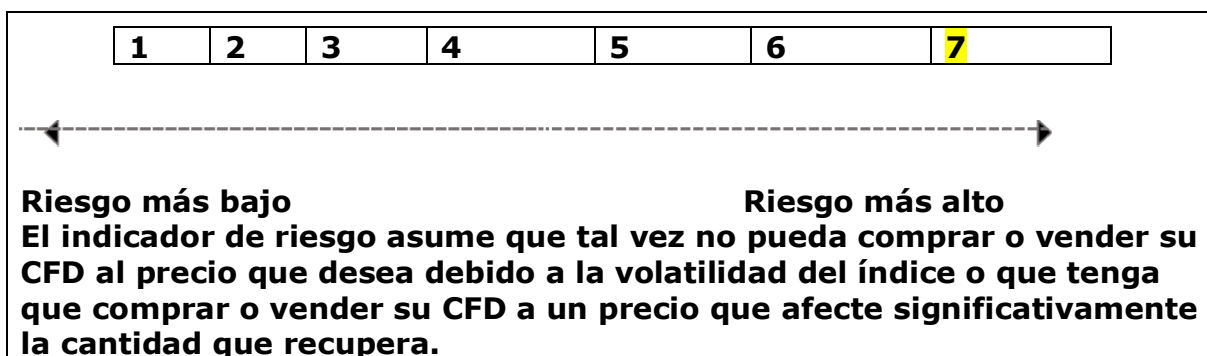 1 2 3 4 5 6 7
Riesgo más bajo Riesgo más alto
El indicador de riesgo asume que tal vez no pueda comprar o vender su
CFD al precio que desea debido a la volatilidad del índice o que tenga
que comprar o vender su CFD a un precio que afecte significativamente
la cantidad que recupera.